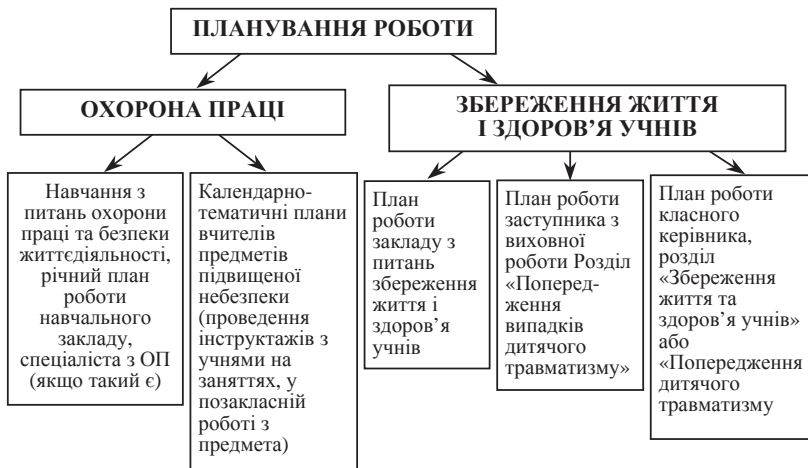 ПЛАНУВАННЯ РОБОТИ
ОХОРОНА ПРАЦІ
ЗБЕРЕЖЕННЯ ЖИТТЯ
І ЗДОРОВ'Я УЧНІВ
Навчання з
питань охорони
праці та безпеки
життєдіяльності,
річний план
роботи
навчального
закладу,
спеціаліста з ОП
(якщо такий є)
Календарно-
тематичні плани
вчителів
предметів
підвищеної
небезпеки
(проведення
інструктажів з
учнями на
заняттях, у
позакласній
роботі з
предмета)
План
роботи
закладу з
питань
збереження
життя і
здоров'я
учнів
План роботи
заступника з
виховної
роботи Розділ
«Поперед-
ження
випадків
дитячого
травматизму»
План роботи
класного
керівника,
розділ
«Збереження
життя та
здоров'я учнів»
або
«Попередження
дитячого
травматизму